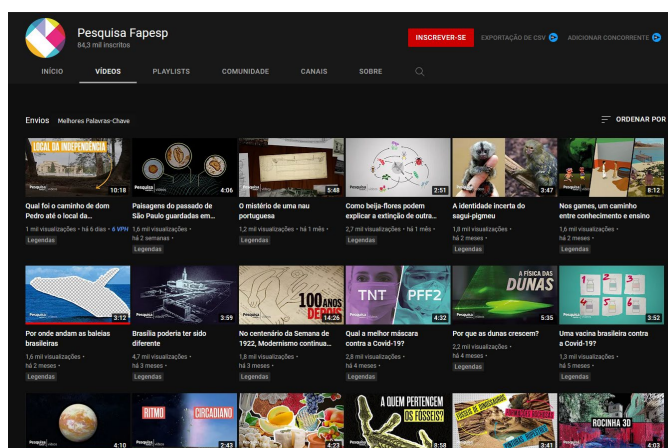 Pesquisa Fapesp
84,3 mil inscritos
INSCREVER-SE
EXPORTAÇÃO DE CSV
ADICIONAR CONCORRENTE
INÍCIO VÍDEOS PLAYLISTS COMUNIDADE CANAIS SOBRE
Envios Melhores Palavras-Chave
ORDENAR POR
LOCAL DA INDEPENDÊNCIA
10:18
Qual foi o caminho de dom
Pedro até o local da...
1 mil visualizações • há 6 dias • 6 VPH
Legendas
4:06
Paisagens do passado de
São Paulo guardadas em...
1,6 mil visualizações •
há 2 semanas •
Legendas
5:48
O mistério de uma nau
portuguesa
1,2 mil visualizações • há 1 mês •
Legendas
2:51
Como beija-flores podem
explicar a extinção de outra...
2,7 mil visualizações • há 1 mês •
Legendas
3:47
A identidade incerta do
sagui-pigmeu
1,8 mil visualizações •
há 2 meses •
Legendas
8:12
Nos games, um caminho
entre conhecimento e ensino
1,6 mil visualizações •
há 2 meses •
Legendas
3:12
Por onde andam as baleias
brasileiras
1,6 mil visualizações •
há 2 meses •
Legendas
3:59
Brasília poderia ter sido
diferente
4,7 mil visualizações •
há 3 meses •
Legendas
100 ANOS
DEPOIS
14:26
No centenário da Semana de
1922, Modernismo continua...
1,8 mil visualizações •
há 3 meses •
Legendas
TNT PFF2
4:32
Qual a melhor máscara
contra a Covid-19?
2,8 mil visualizações •
há 4 meses •
Legendas
A FÍSICA DAS
DUNAS
5:35
Por que as dunas crescem?
2,2 mil visualizações •
há 4 meses •
Legendas
1 2 3
4 5 6
3:52
Uma vacina brasileira contra
a Covid-19?
1,3 mil visualizações •
há 5 meses •
Legendas
4:10
RITMO CIRCADIANO
2:43
4:23
A QUEM PERTENCEM
OS FÓSSEIS?
8:58
3:41
ROCINHA 3D
4:03